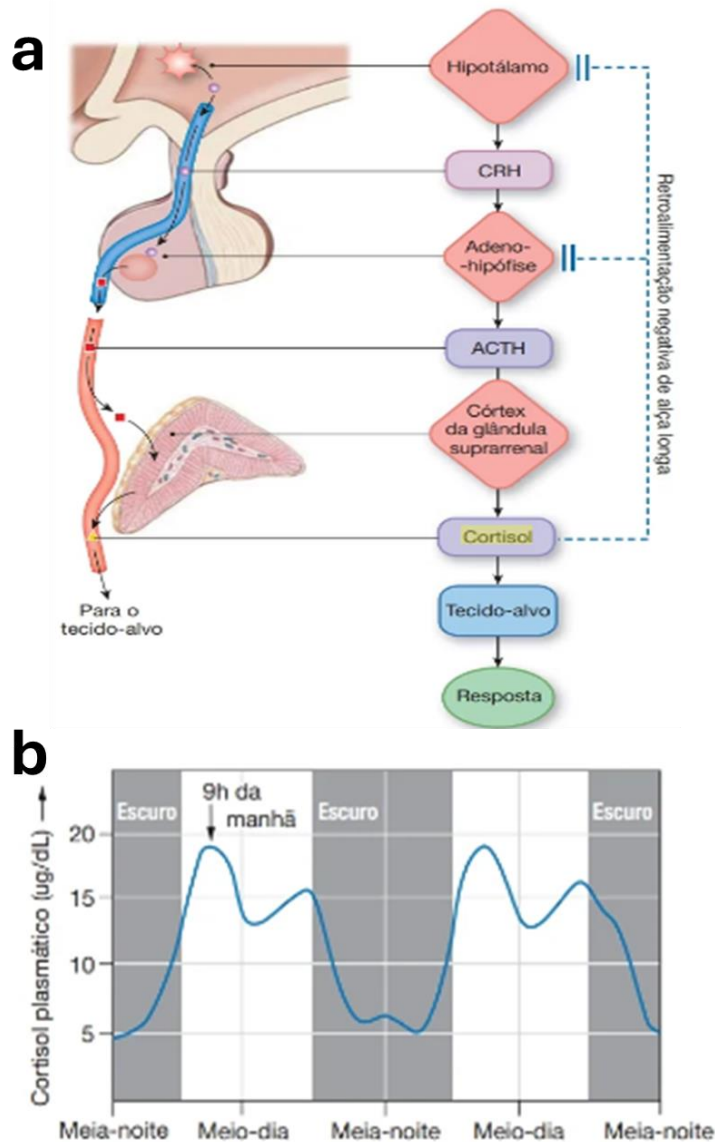 a
Hipotálamo
CRH
Adeno-
-hipófise
ACTH
Córtex
da glândula
suprarrenal
Cortisol
Tecido-alvo
Resposta
Retroalimentação negativa de alça longa
Para o
tecido-alvo
b
Cortisol plasmático (ug/dL)
20
15
10
5
Escuro
9h da
manhã
Escuro
Escuro
Meia-noite
Meio-dia
Meia-noite
Meio-dia
Meia-noite